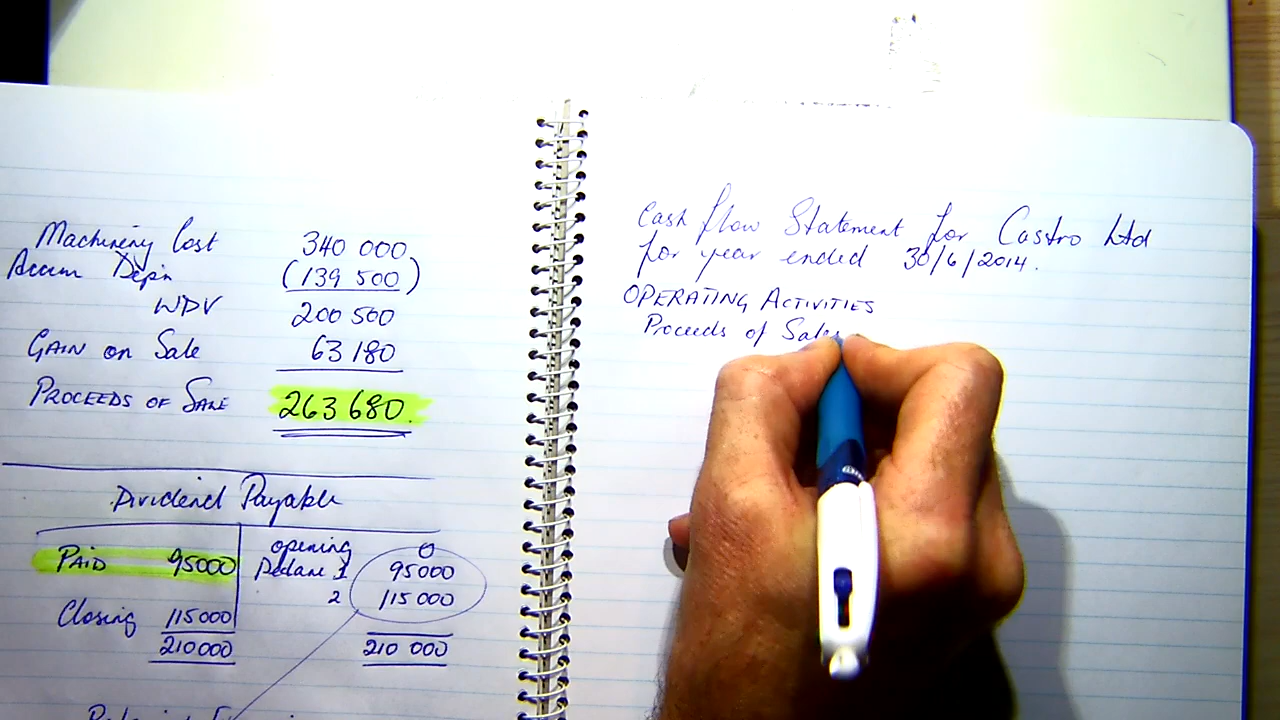 Machinery Cost 340 000
Accum Depn (139 500)
WDV 200 500
GAIN on Sale 63 180
PROCEEDS OF SALE 263 680.
Dividend Payable
opening 0
PAID 95000 Declare 1 95000
2 115 000
Closing 115000
210000 210 000
Cash flow Statement for Castro Ltd
for year ended 30/6/2014.
OPERATING ACTIVITIES
Proceeds of Sales